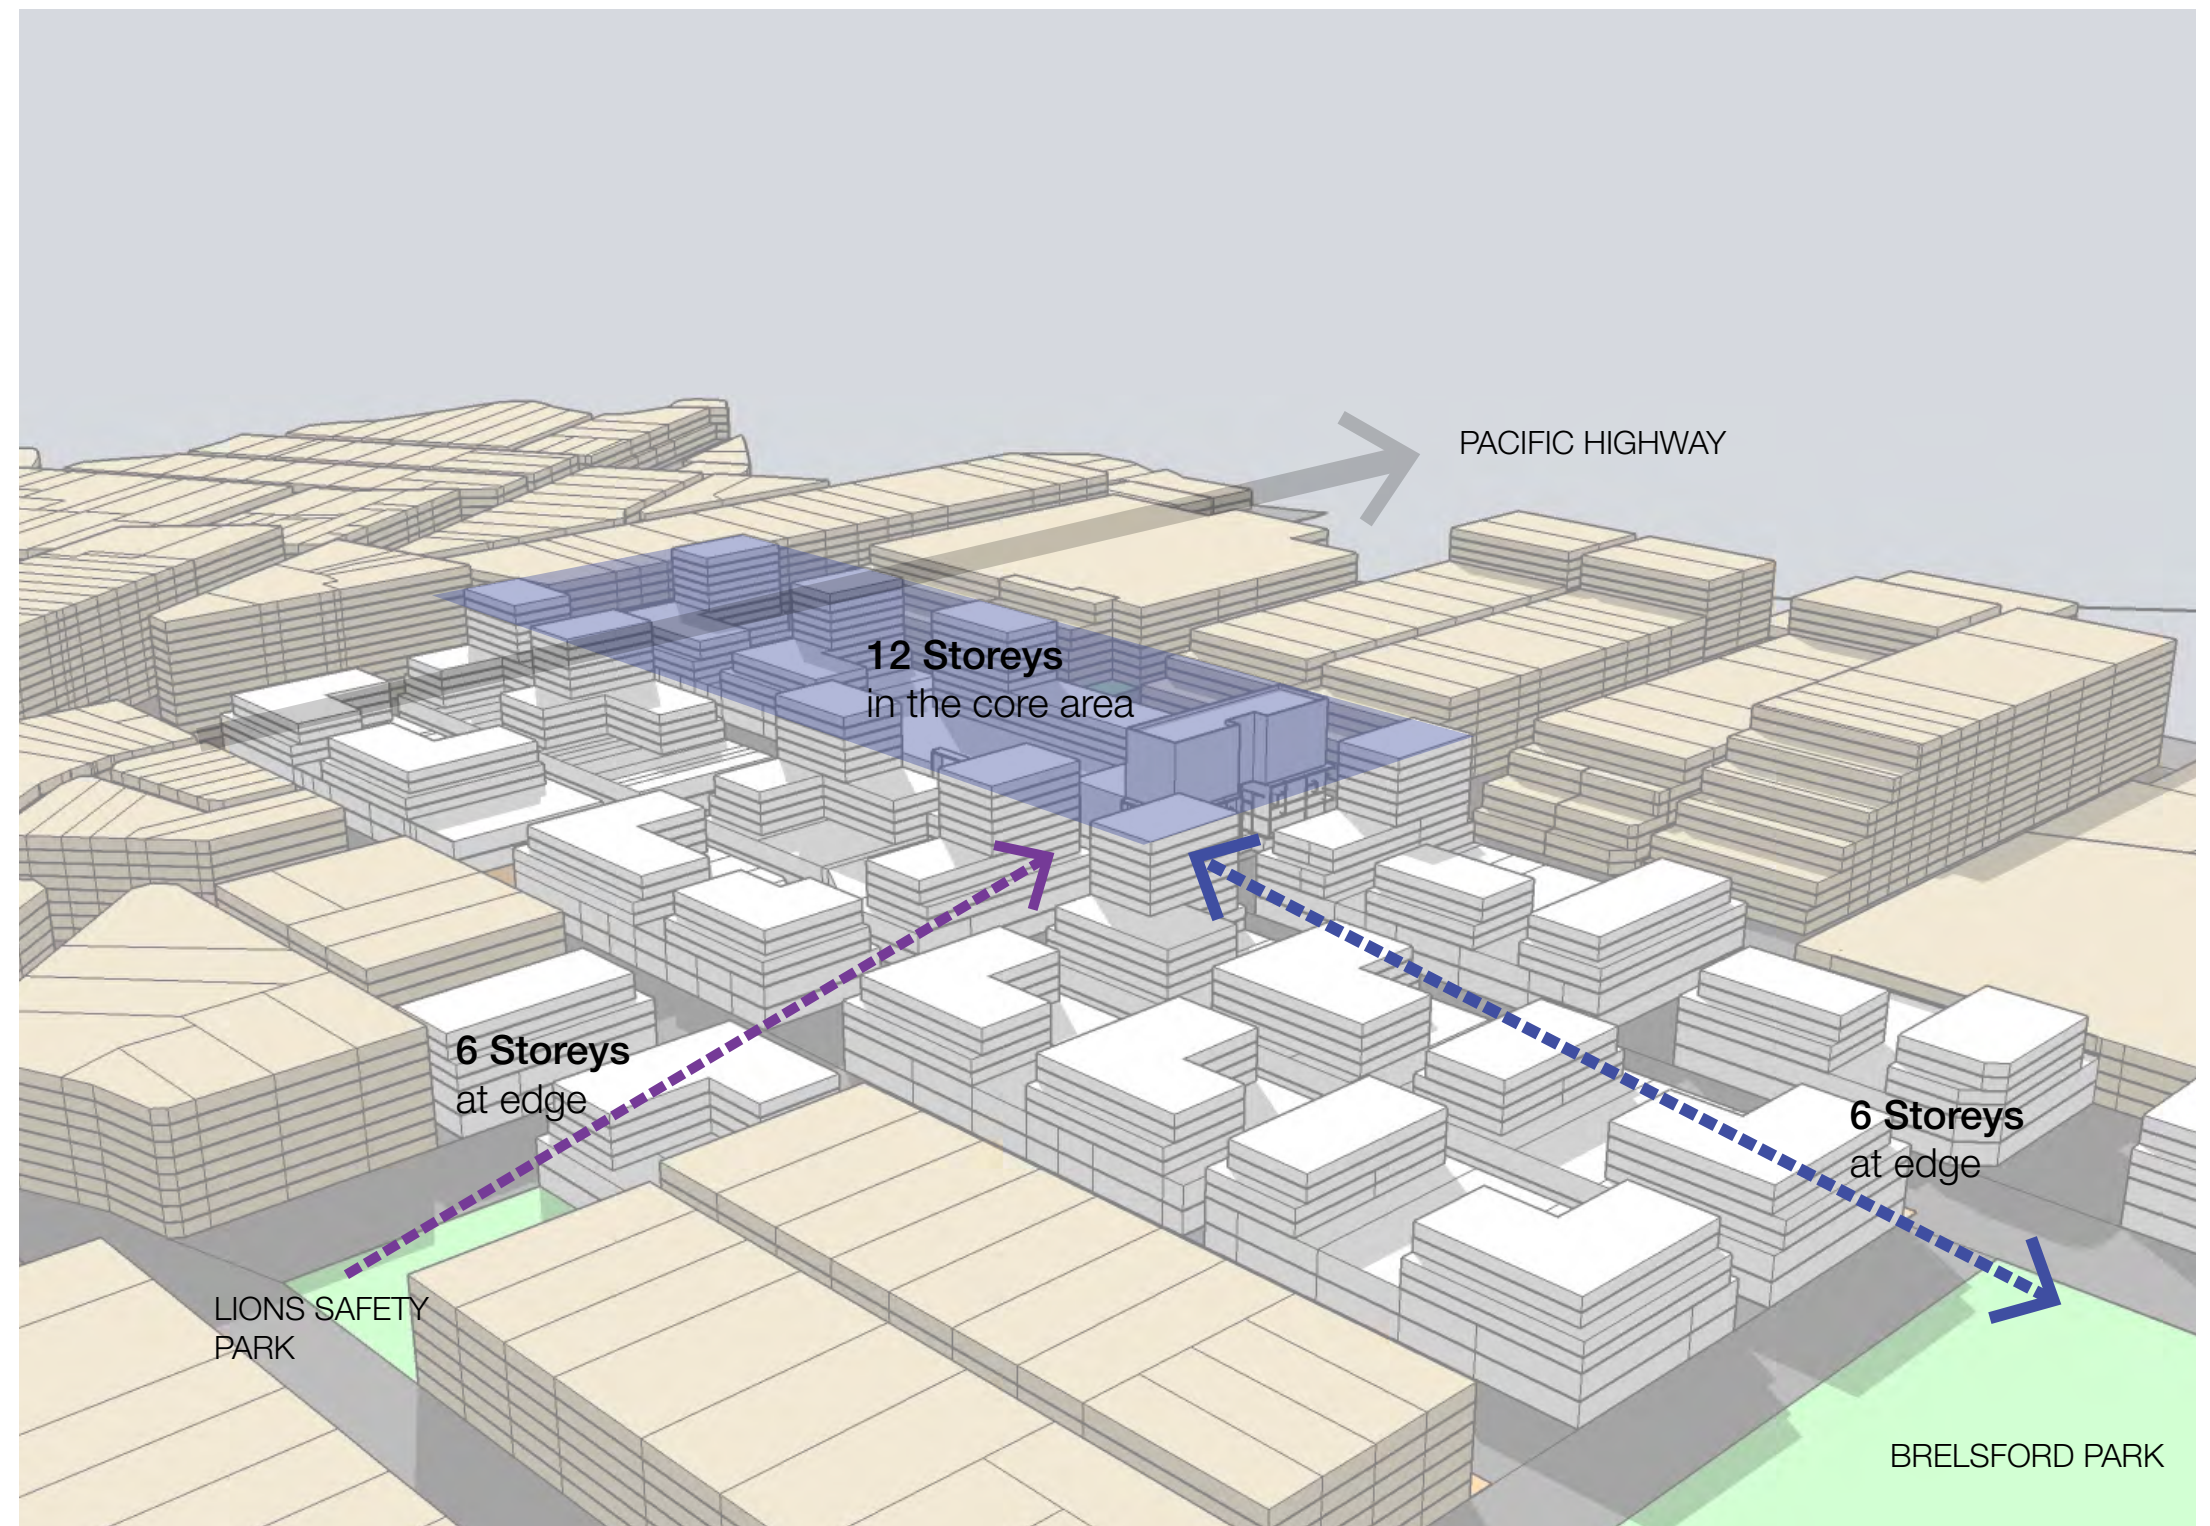 PACIFIC HIGHWAY
12 Storeys
in the core area
6 Storeys
at edge
6 Storeys
at edge
LIONS SAFETY
PARK
BRELSFORD PARK